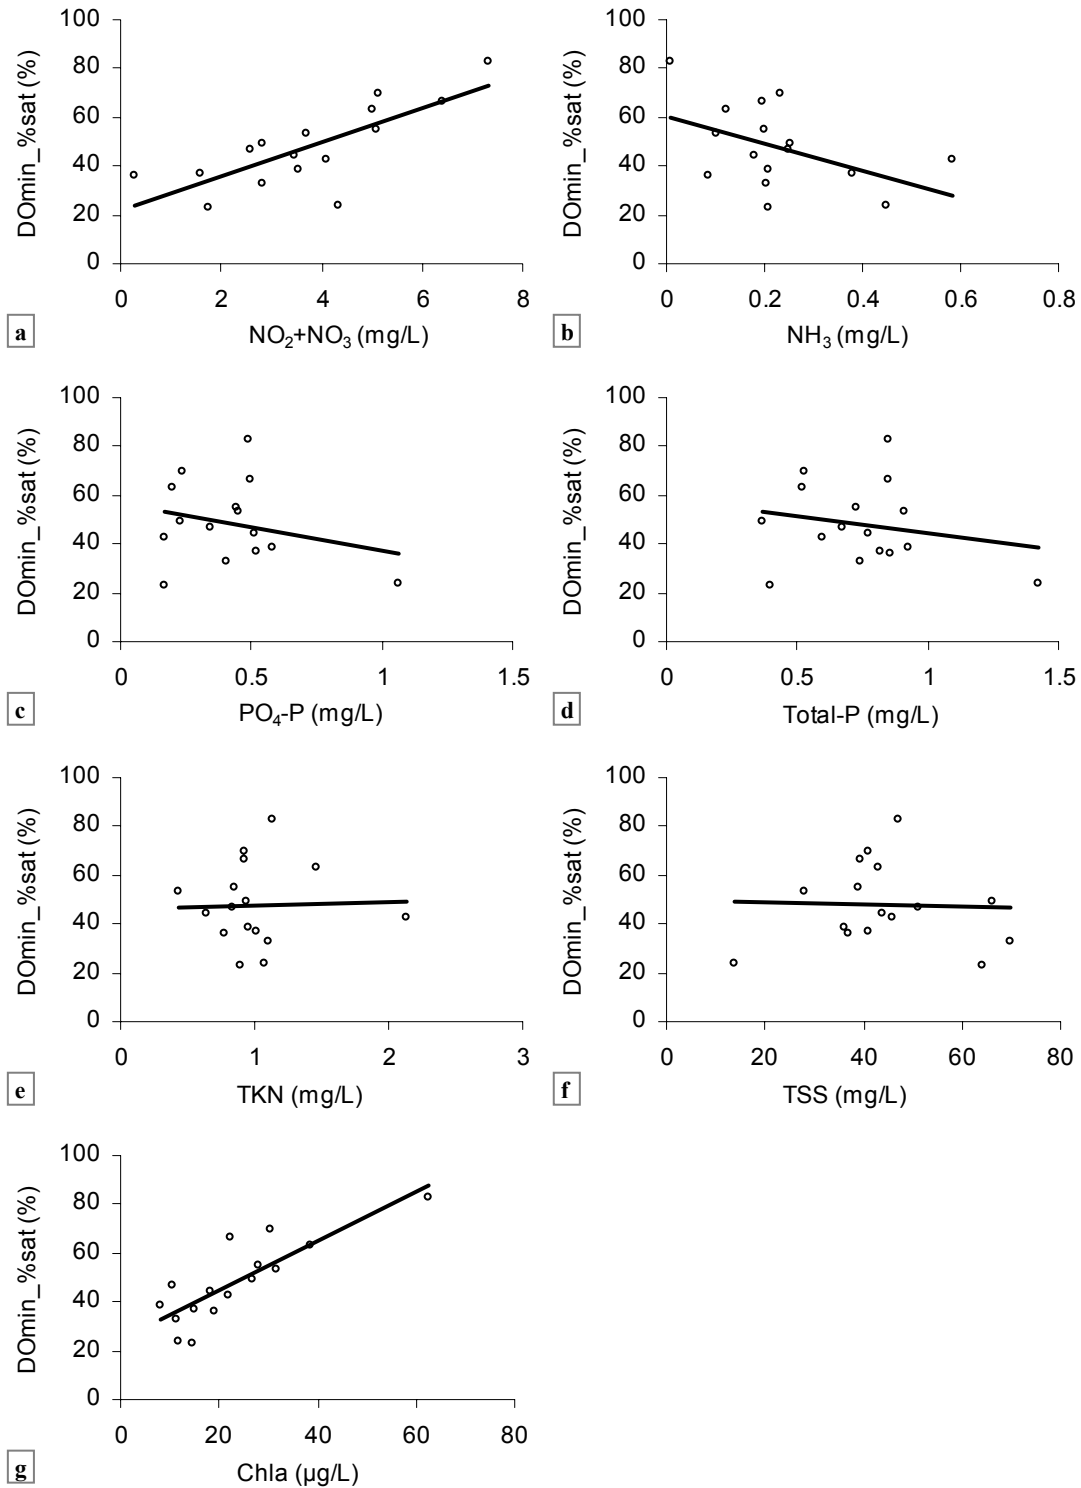 100
80
60
40
20
0
DOmin_%sat (%)
0 2 4 6 8
NO₂+NO₃ (mg/L)
a
100
80
60
40
20
0
DOmin_%sat (%)
0 0.2 0.4 0.6 0.8
NH₃ (mg/L)
b
100
80
60
40
20
0
DOmin_%sat (%)
0 0.5 1 1.5
PO₄-P (mg/L)
c
100
80
60
40
20
0
DOmin_%sat (%)
0 0.5 1 1.5
Total-P (mg/L)
d
100
80
60
40
20
0
DOmin_%sat (%)
0 1 2 3
TKN (mg/L)
e
100
80
60
40
20
0
DOmin_%sat (%)
0 20 40 60 80
TSS (mg/L)
f
100
80
60
40
20
0
DOmin_%sat (%)
0 20 40 60 80
Chla (µg/L)
g